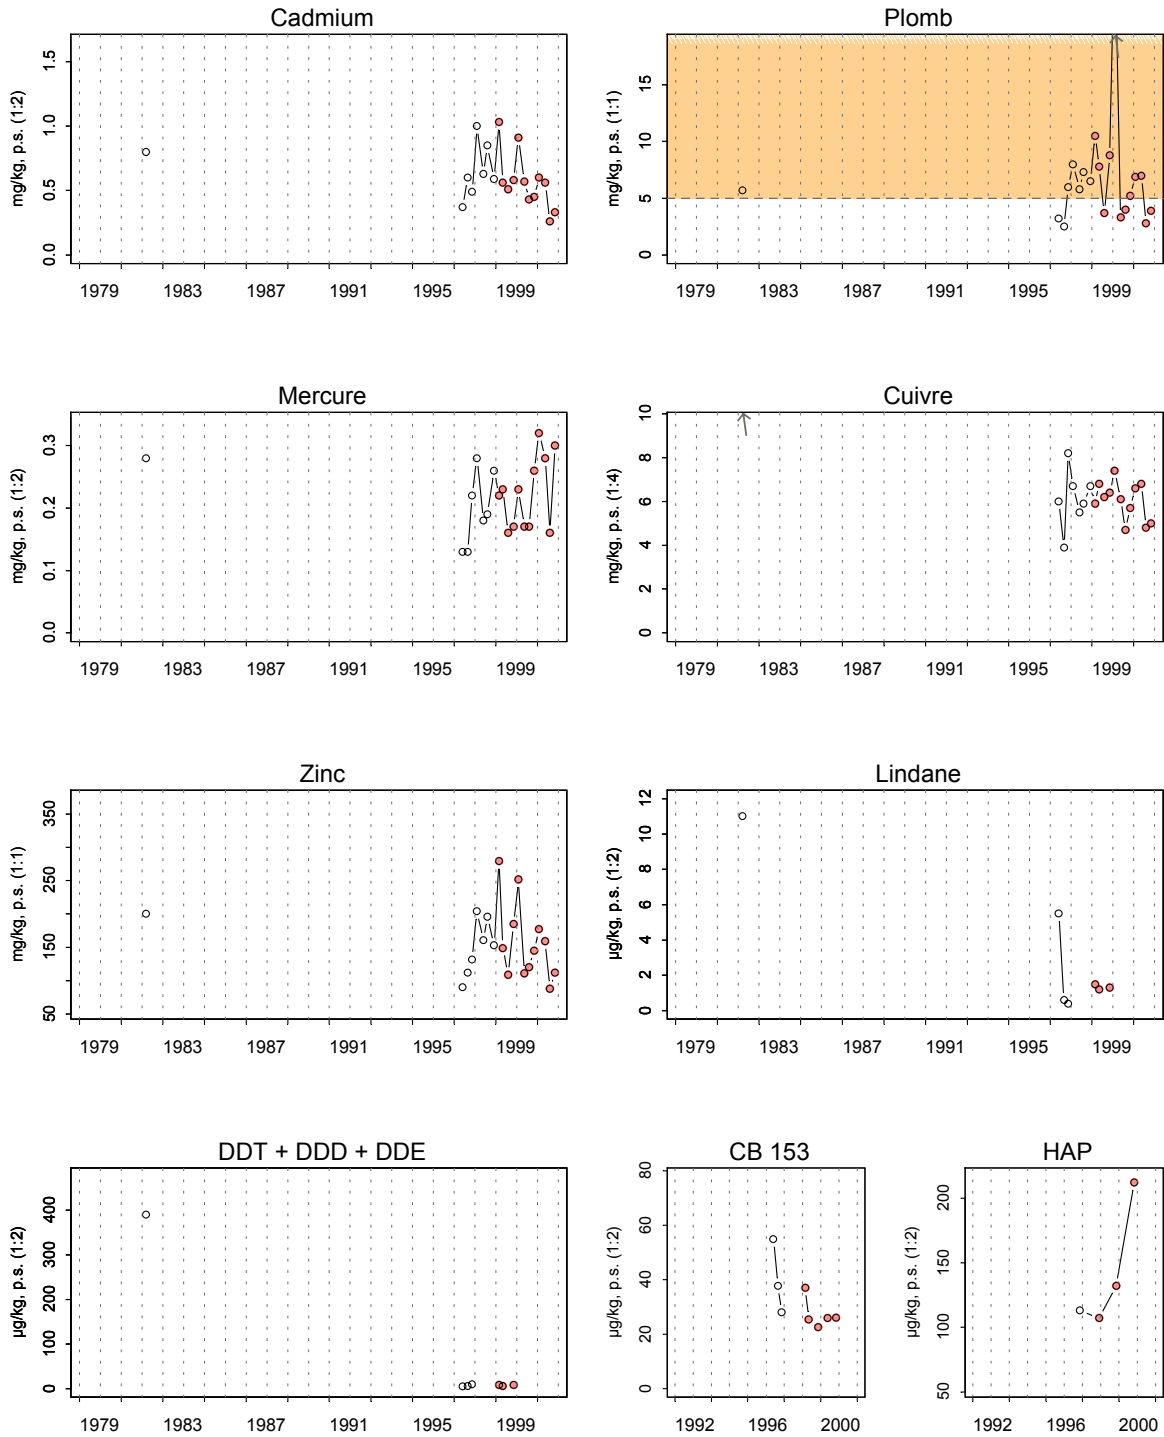 Cadmium
mg/kg, p.s. (1:2)
0.0 0.5 1.0 1.5
1979 1983 1987 1991 1995 1999
Plomb
mg/kg, p.s. (1:1)
0 5 10 15
1979 1983 1987 1991 1995 1999
Mercure
mg/kg, p.s. (1:2)
0.0 0.1 0.2 0.3
1979 1983 1987 1991 1995 1999
Cuivre
mg/kg, p.s. (1:4)
0 2 4 6 8 10
1979 1983 1987 1991 1995 1999
Zinc
mg/kg, p.s. (1:1)
50 150 250 350
1979 1983 1987 1991 1995 1999
Lindane
µg/kg, p.s. (1:2)
0 2 4 6 8 10 12
1979 1983 1987 1991 1995 1999
DDT + DDD + DDE
µg/kg, p.s. (1:2)
0 100 200 300 400
1979 1983 1987 1991 1995 1999
CB 153
µg/kg, p.s. (1:2)
0 20 40 60 80
1992 1996 2000
HAP
µg/kg, p.s. (1:2)
50 100 150 200
1992 1996 2000